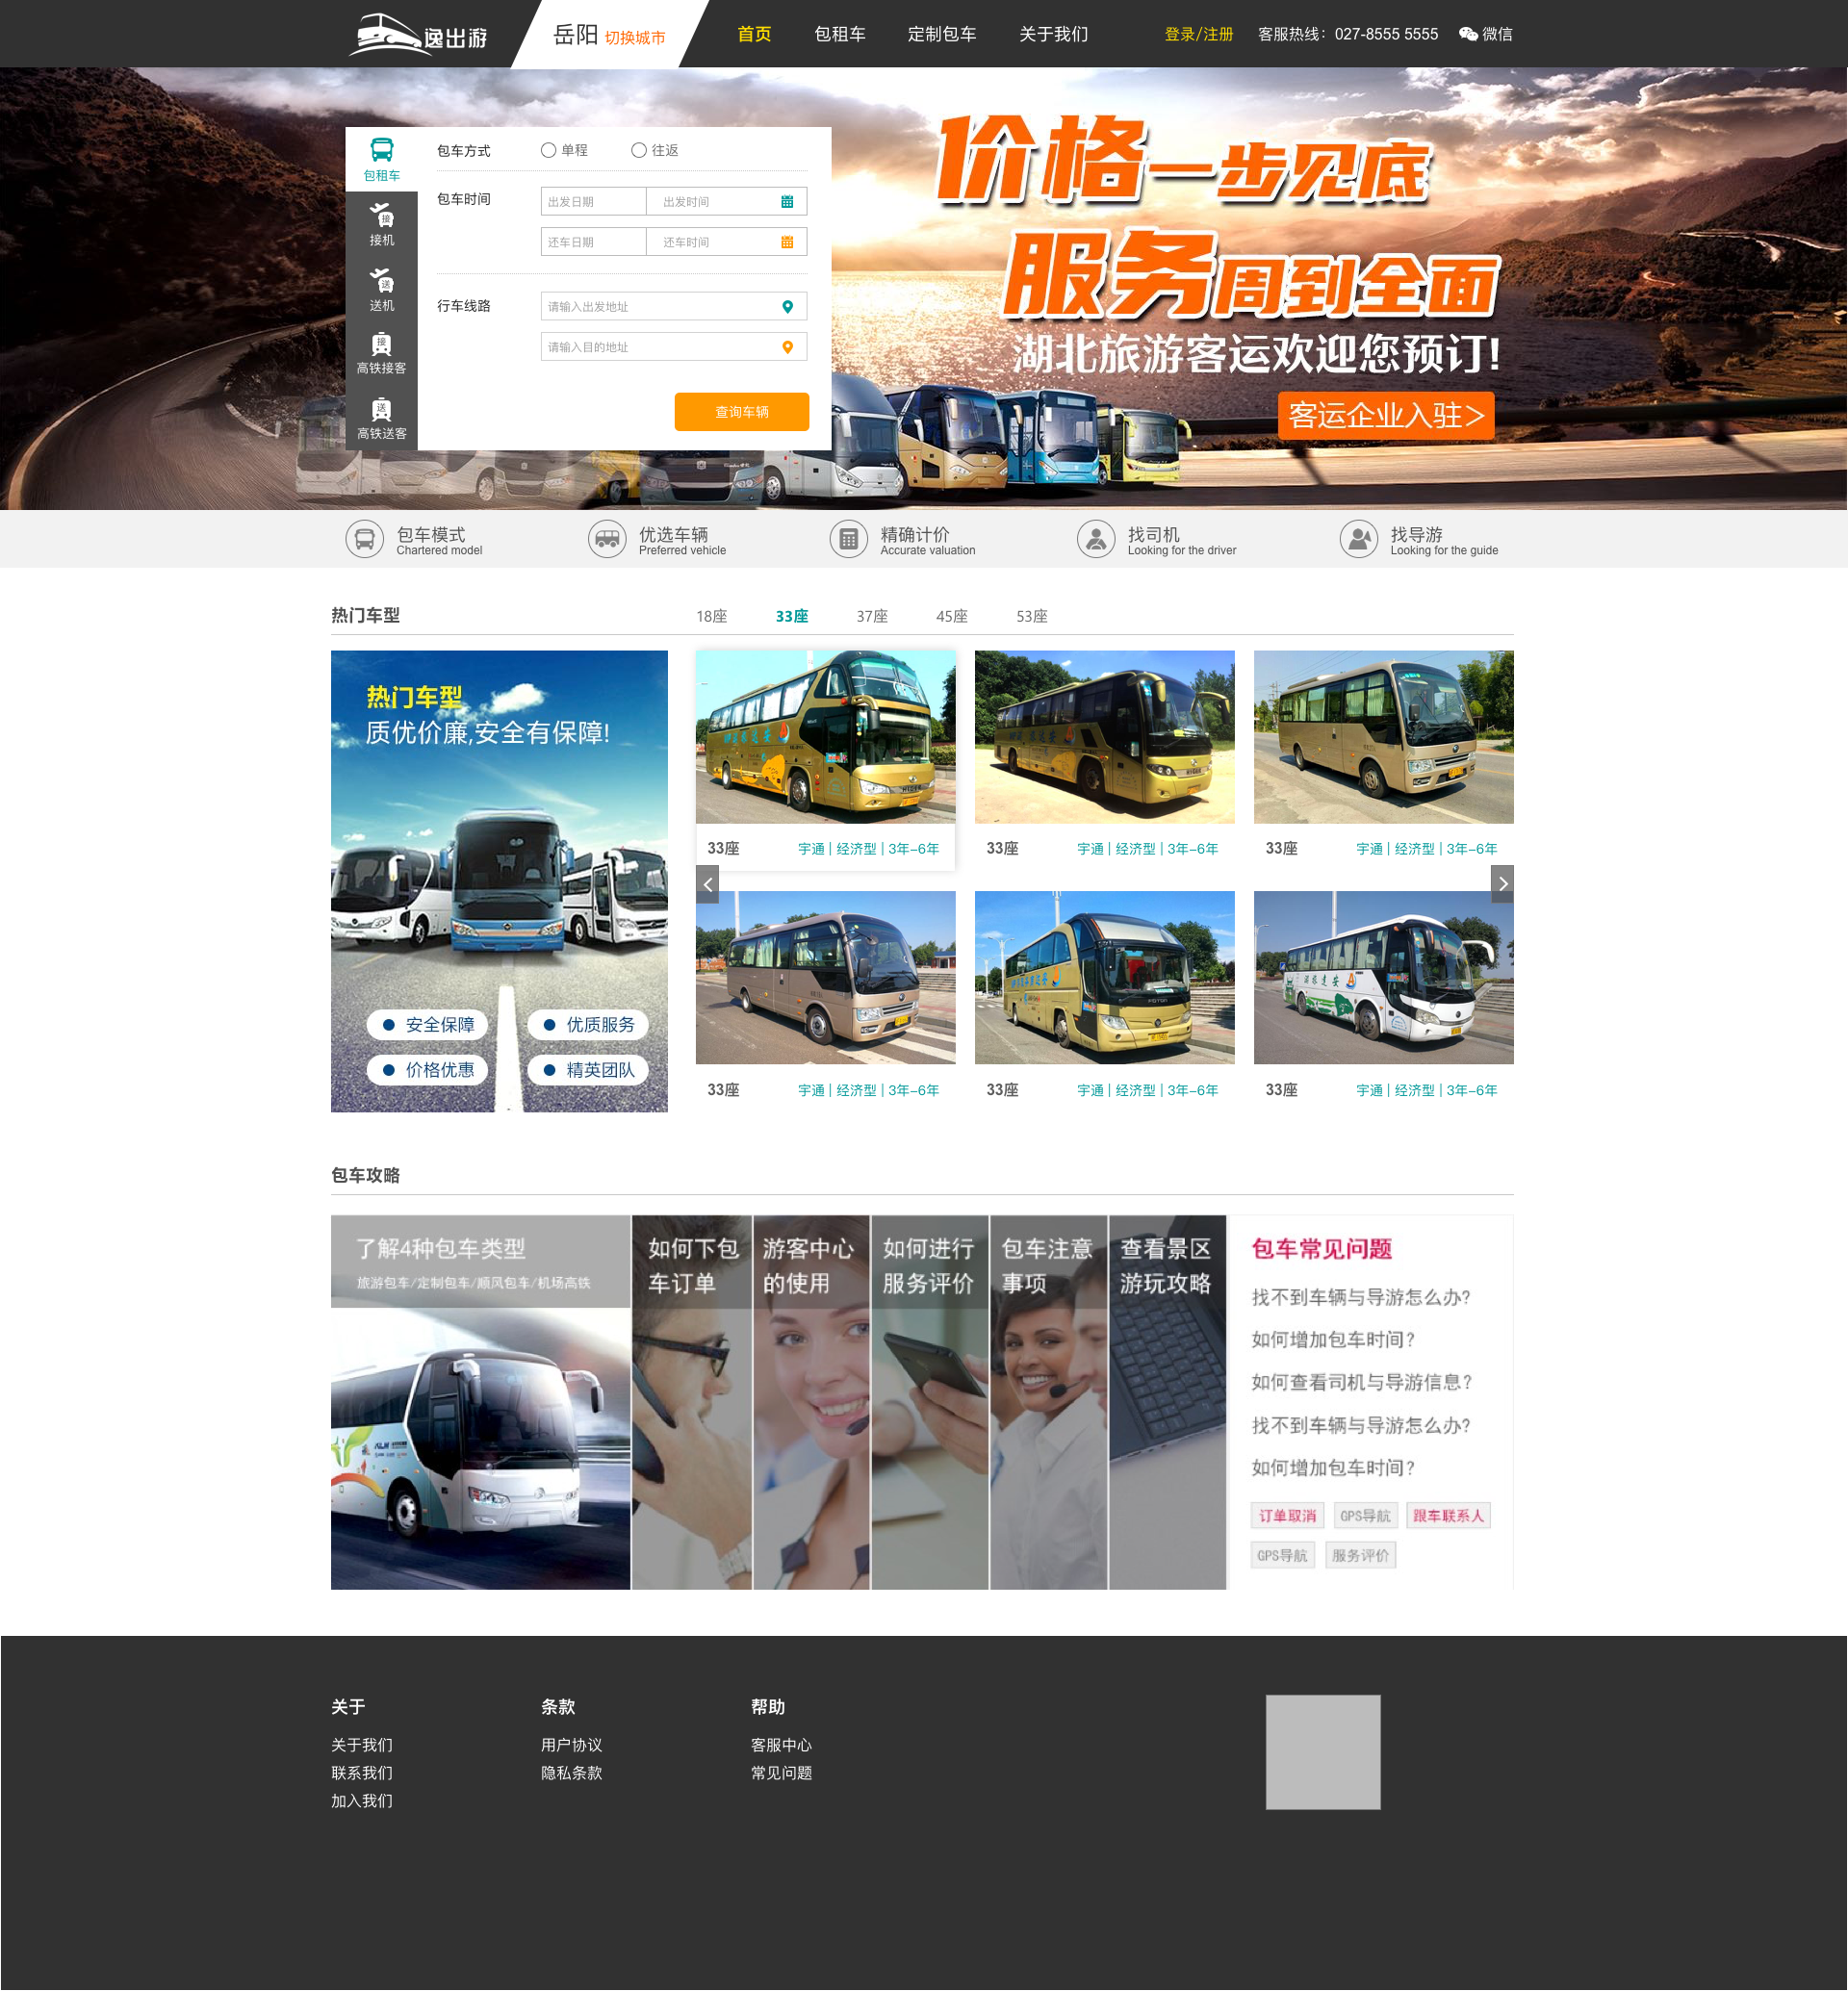 逸出游
岳阳 切换城市
首页
包租车
定制包车
关于我们
登录/注册
客服热线：027-8555 5555
微信
包租车
接
接机
送
送机
接
高铁接客
送
高铁送客
包车方式
单程
往返
包车时间
出发日期
出发时间
还车日期
还车时间
行车线路
请输入出发地址
请输入目的地址
查询车辆
价格一步见底
服务周到全面
湖北旅游客运欢迎您预订!
客运企业入驻>
包车模式
Chartered model
优选车辆
Preferred vehicle
精确计价
Accurate valuation
找司机
Looking for the driver
找导游
Looking for the guide
热门车型
18座
33座
37座
45座
53座
热门车型
质优价廉,安全有保障!
安全保障
优质服务
价格优惠
精英团队
33座
宇通 | 经济型 | 3年-6年
33座
宇通 | 经济型 | 3年-6年
33座
宇通 | 经济型 | 3年-6年
FOTON
33座
宇通 | 经济型 | 3年-6年
33座
宇通 | 经济型 | 3年-6年
33座
宇通 | 经济型 | 3年-6年
包车攻略
了解4种包车类型
旅游包车/定制包车/顺风包车/机场高铁
如何下包
车订单
游客中心
的使用
如何进行
服务评价
包车注意
事项
查看景区
游玩攻略
包车常见问题
找不到车辆与导游怎么办?
如何增加包车时间?
如何查看司机与导游信息?
找不到车辆与导游怎么办?
如何增加包车时间?
订单取消
GPS导航
跟车联系人
GPS导航
服务评价
关于
关于我们
联系我们
加入我们
条款
用户协议
隐私条款
帮助
客服中心
常见问题